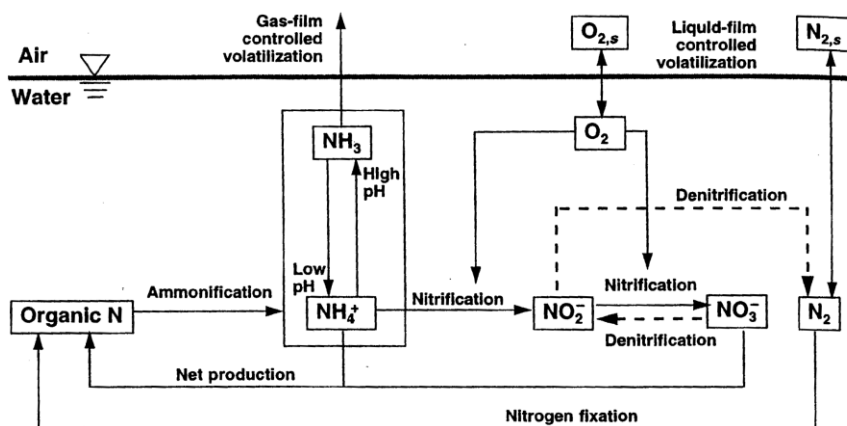 Gas-film
controlled
volatilization
O2,s
Liquid-film
controlled
volatilization
N2,s
Air
Water
NH3
O2
HIgh
pH
Denitrification
Low
pH
Ammonification
Nitrification
Nitrification
Organic N
NH4+
NO2−
NO3−
N2
Denitrification
Net production
Nitrogen fixation